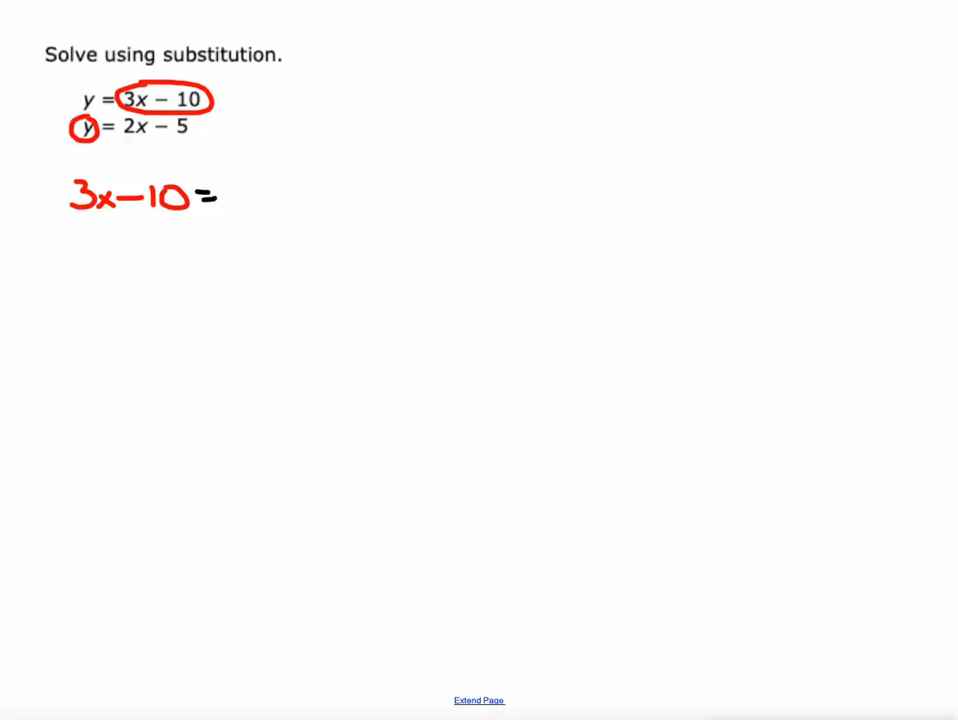 Solve using substitution.
y = 3x − 10
y = 2x − 5
3x − 10 =
Extend Page